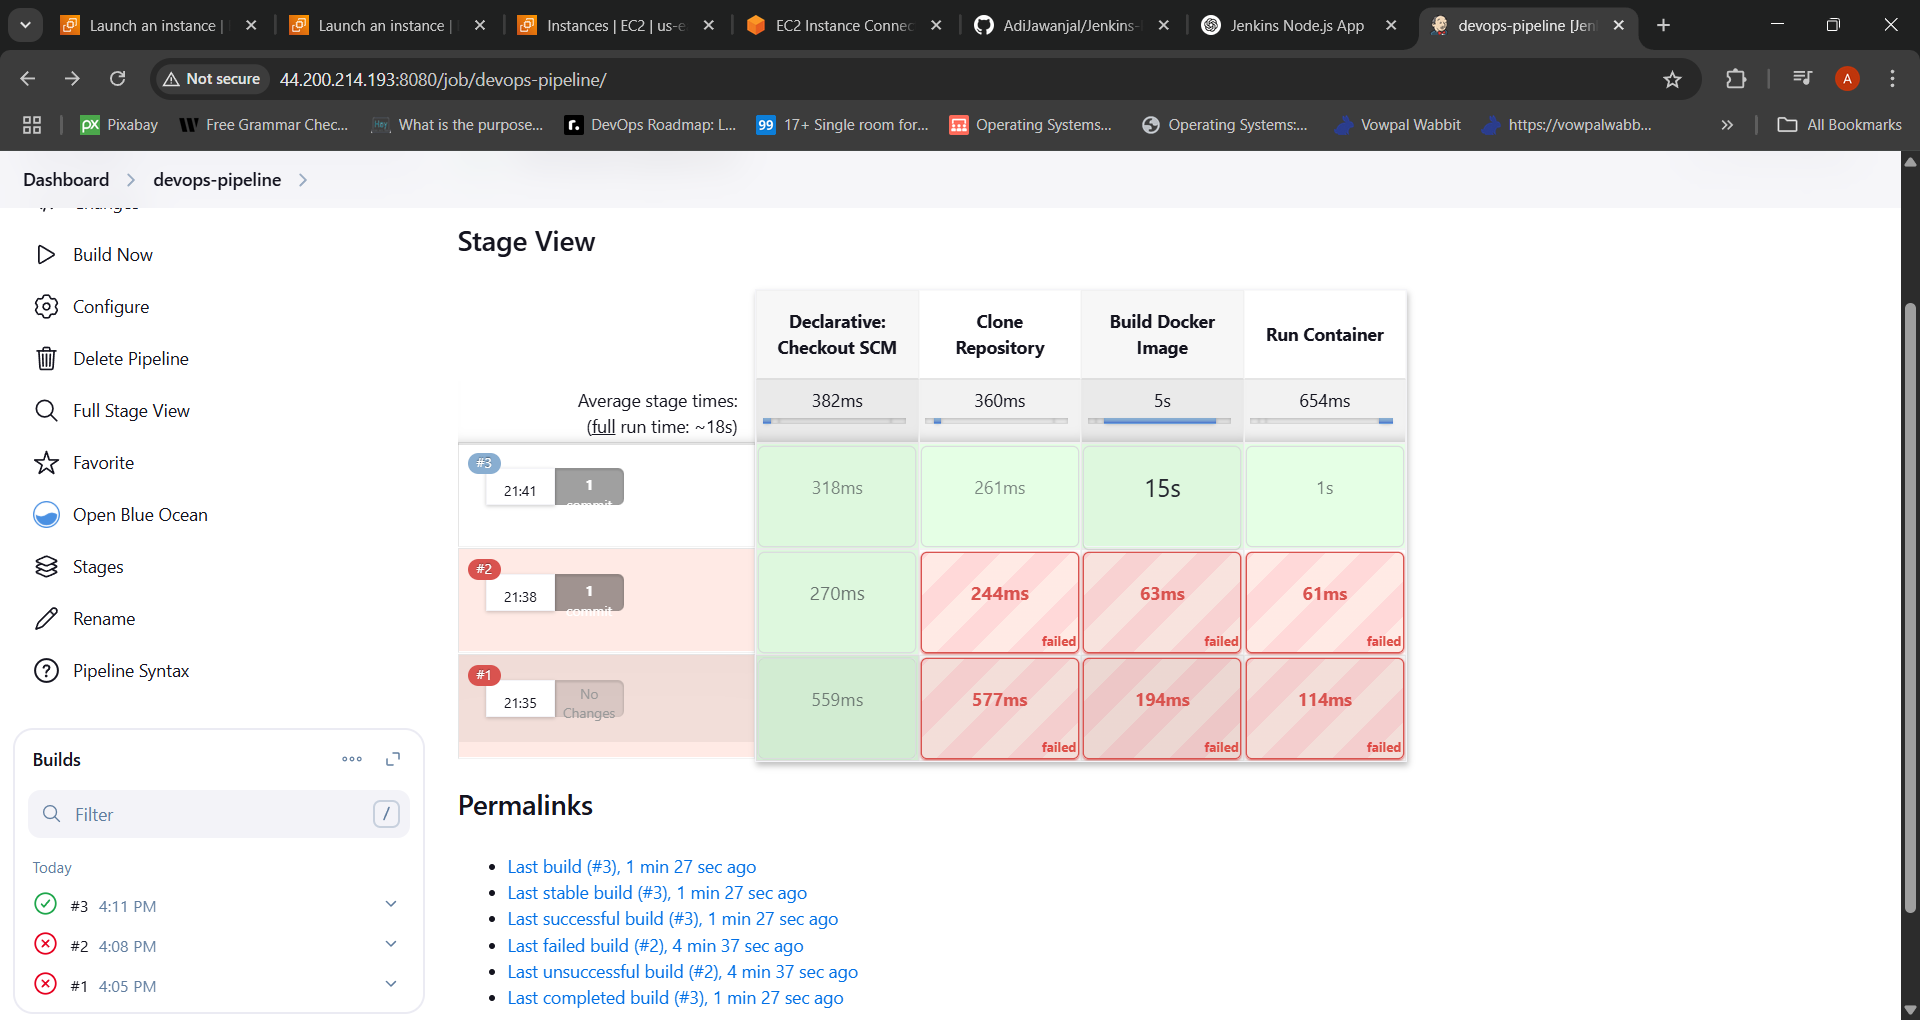 Launch an instance |
Launch an instance |
Instances | EC2 | us-e
EC2 Instance Connec
AdiJawanjal/Jenkins-
Jenkins Node.js App
devops-pipeline [Jen
Not secure
44.200.214.193:8080/job/devops-pipeline/
A
px Pixabay
W Free Grammar Chec...
Hey What is the purpose...
r. DevOps Roadmap: L...
99 17+ Single room for...
Operating Systems...
Operating Systems:...
Vowpal Wabbit
https://vowpalwabb...
»
All Bookmarks
Dashboard
devops-pipeline
Changes
Build Now
Configure
Delete Pipeline
Full Stage View
Favorite
Open Blue Ocean
Stages
Rename
Pipeline Syntax
Builds
Filter
/
Today
#3 4:11 PM
#2 4:08 PM
#1 4:05 PM
Stage View
Declarative:
Checkout SCM
Clone
Repository
Build Docker
Image
Run Container
Average stage times:
(full run time: ~18s)
382ms
360ms
5s
654ms
#3
21:41
1
commit
318ms
261ms
15s
1s
#2
21:38
1
commit
270ms
244ms
failed
63ms
failed
61ms
failed
#1
21:35
No
Changes
559ms
577ms
failed
194ms
failed
114ms
failed
Permalinks
• Last build (#3), 1 min 27 sec ago
• Last stable build (#3), 1 min 27 sec ago
• Last successful build (#3), 1 min 27 sec ago
• Last failed build (#2), 4 min 37 sec ago
• Last unsuccessful build (#2), 4 min 37 sec ago
• Last completed build (#3), 1 min 27 sec ago